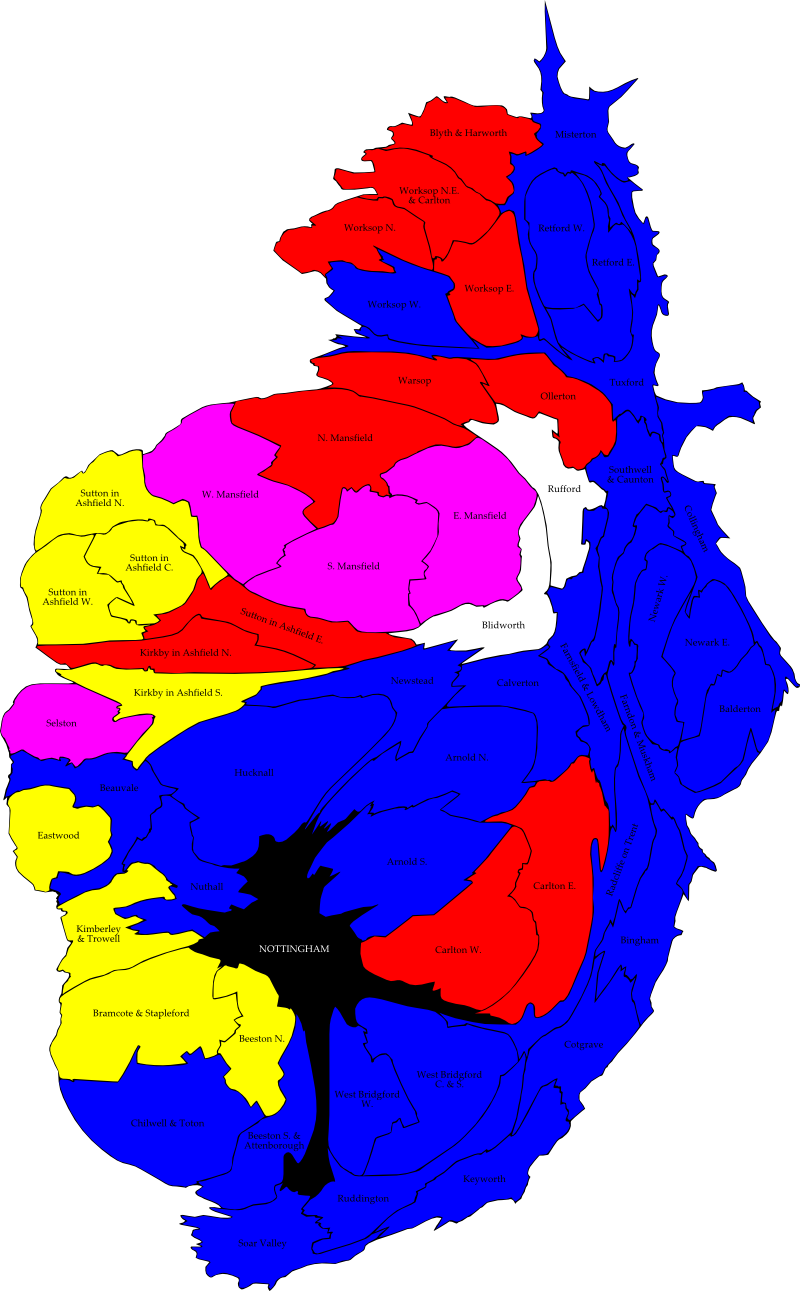 Misterton
Blyth & Harworth
Worksop N.E.
& Carlton
Worksop N.
Retford W.
Retford E.
Worksop E.
Worksop W.
Warsop
Tuxford
Ollerton
N. Mansfield
Southwell
& Caunton
Rufford
W. Mansfield
Sutton in
Ashfield N.
E. Mansfield
Collingham
Sutton in
Ashfield C.
S. Mansfield
Sutton in
Ashfield W.
Newark W.
Sutton in Ashfield E.
Blidworth
Newark E.
Kirkby in Ashfield N.
Farnsfield & Lowdham
Newstead
Calverton
Kirkby in Ashfield S.
Balderton
Selston
Farndon & Muskham
Arnold N.
Hucknall
Beauvale
Eastwood
Arnold S.
Radcliffe on Trent
Nuthall
Carlton E.
Kimberley
& Trowell
Bingham
NOTTINGHAM
Carlton W.
Bramcote & Stapleford
Beeston N.
Cotgrave
West Bridgford
C. & S.
West Bridgford
W.
Chilwell & Toton
Beeston S. &
Attenborough
Keyworth
Ruddington
Soar Valley